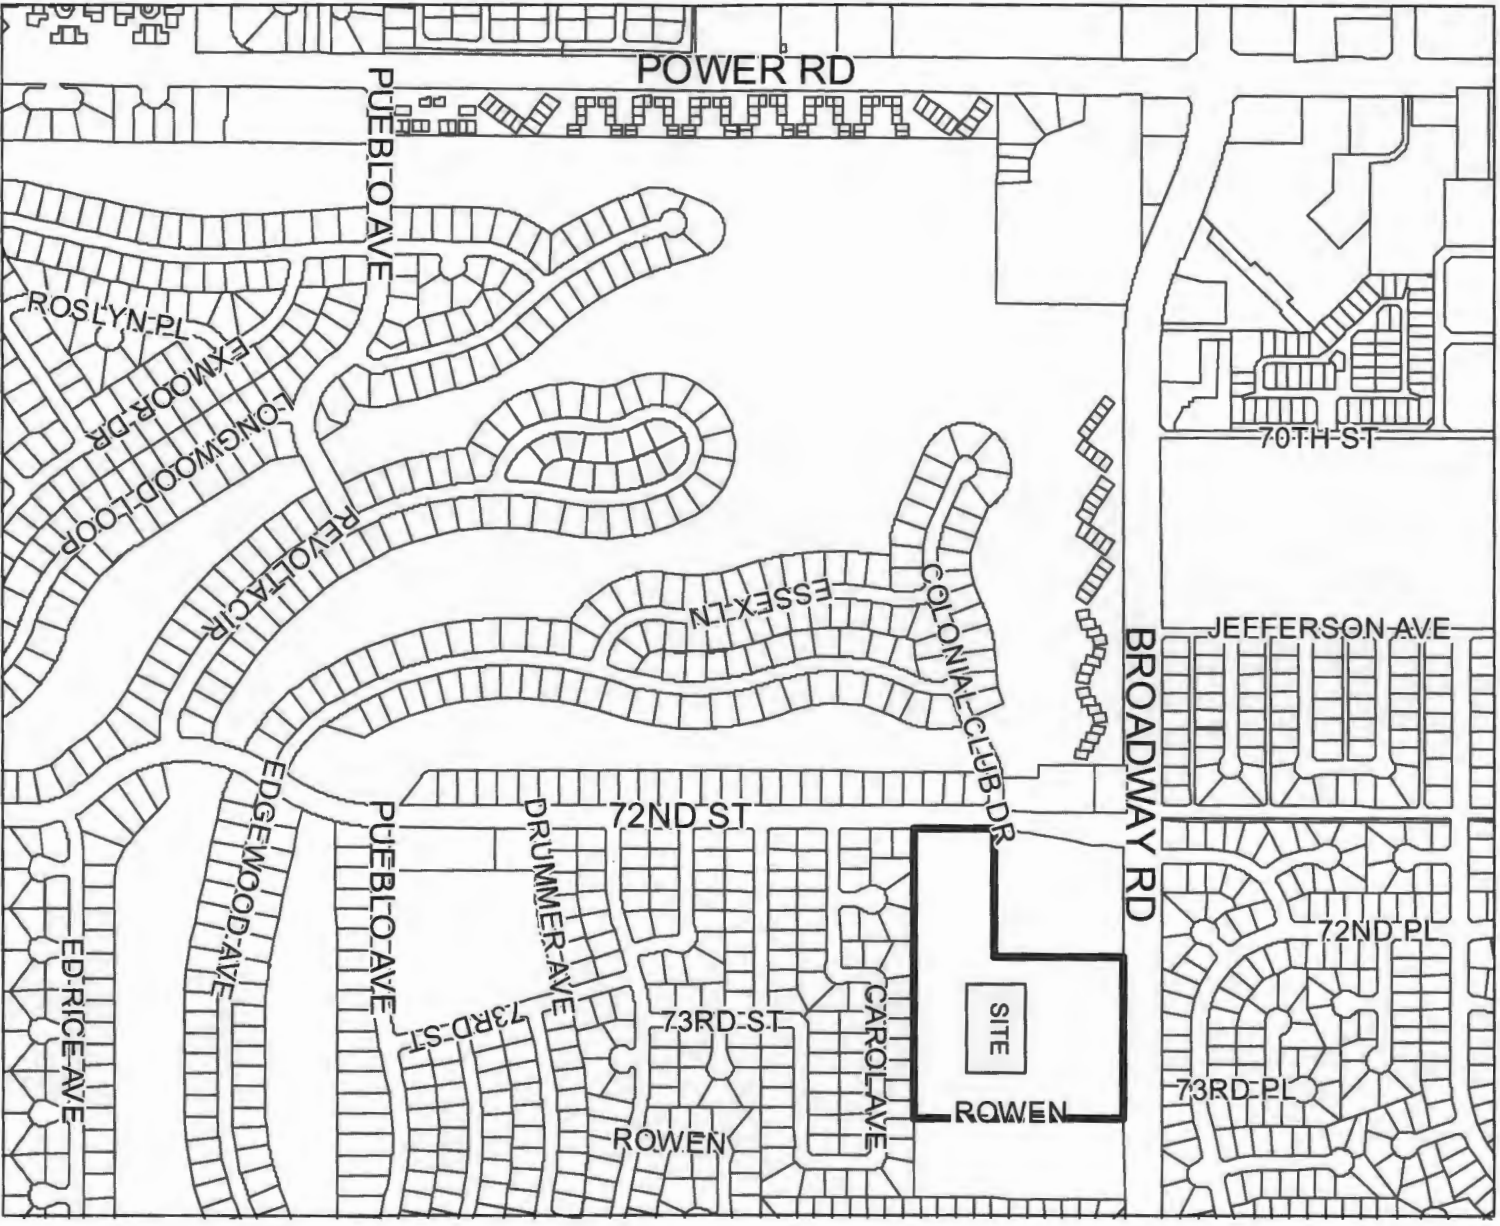 POWER RD
PUEBLO AVE
ROSLYN PL
EXMOOR DR
LONGWOOD LOOP
70TH ST
REVOLTA CIR
ESSEX LN
COLONIAL CLUB DR
JEFFERSON AVE
BROADWAY RD
EDGEWOOD AVE
PUEBLO AVE
DRUMMER AVE
72ND ST
72ND PL
ED RICE AVE
73RD ST
73RD ST
CAROL AVE
SITE
73RD PL
ROWEN
ROWEN